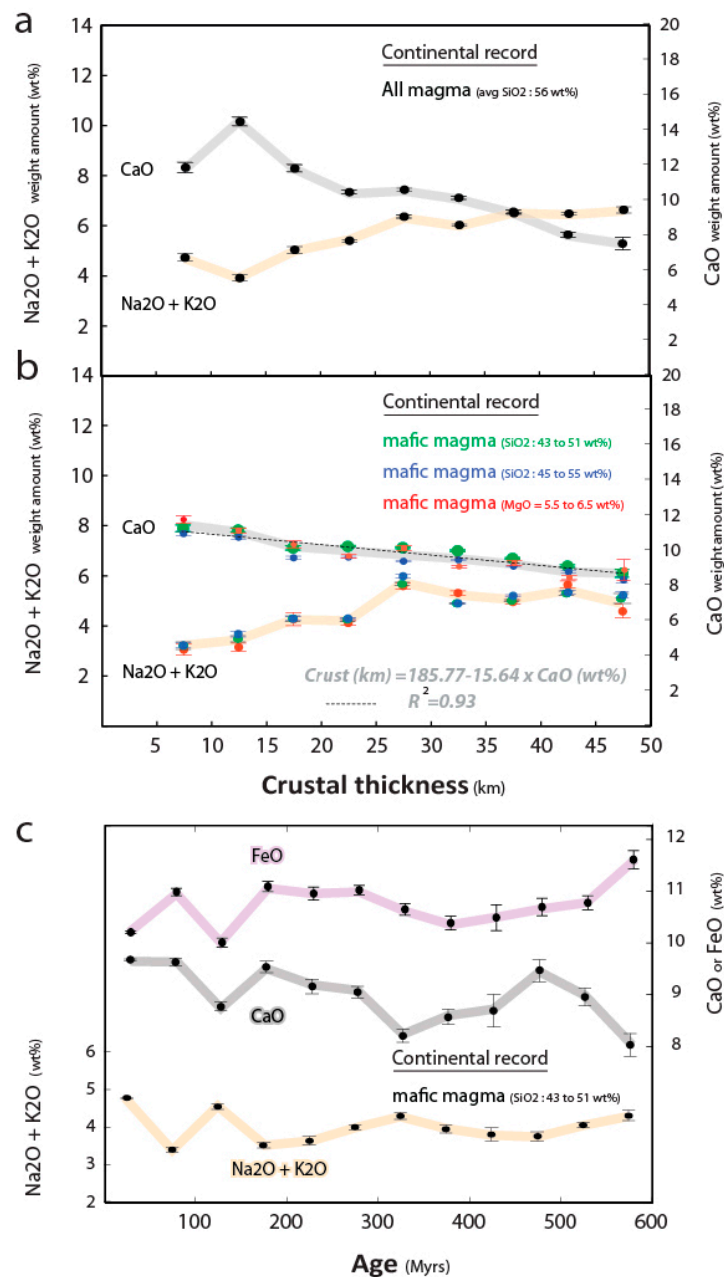 a
14
12
10
8
6
4
2
Na2O + K2O weight amount (wt%)
Continental record
All magma (avg SiO2 : 56 wt%)
CaO
Na2O + K2O
20
18
16
14
12
10
8
6
4
2
CaO weight amount (wt%)
b
14
12
10
8
6
4
2
Na2O + K2O weight amount (wt%)
Continental record
mafic magma (SiO2 : 43 to 51 wt%)
mafic magma (SiO2 : 45 to 55 wt%)
mafic magma (MgO = 5.5 to 6.5 wt%)
CaO
Na2O + K2O
Crust (km) =185.77-15.64 x CaO (wt%)
R2=0.93
20
18
16
14
12
10
8
6
4
2
CaO weight amount (wt%)
5 10 15 20 25 30 35 40 45 50
Crustal thickness (km)
c
FeO
CaO
12
11
10
9
8
CaO or FeO (wt%)
6
5
4
3
2
Na2O + K2O (wt%)
Continental record
mafic magma (SiO2 : 43 to 51 wt%)
Na2O + K2O
100 200 300 400 500 600
Age (Myrs)